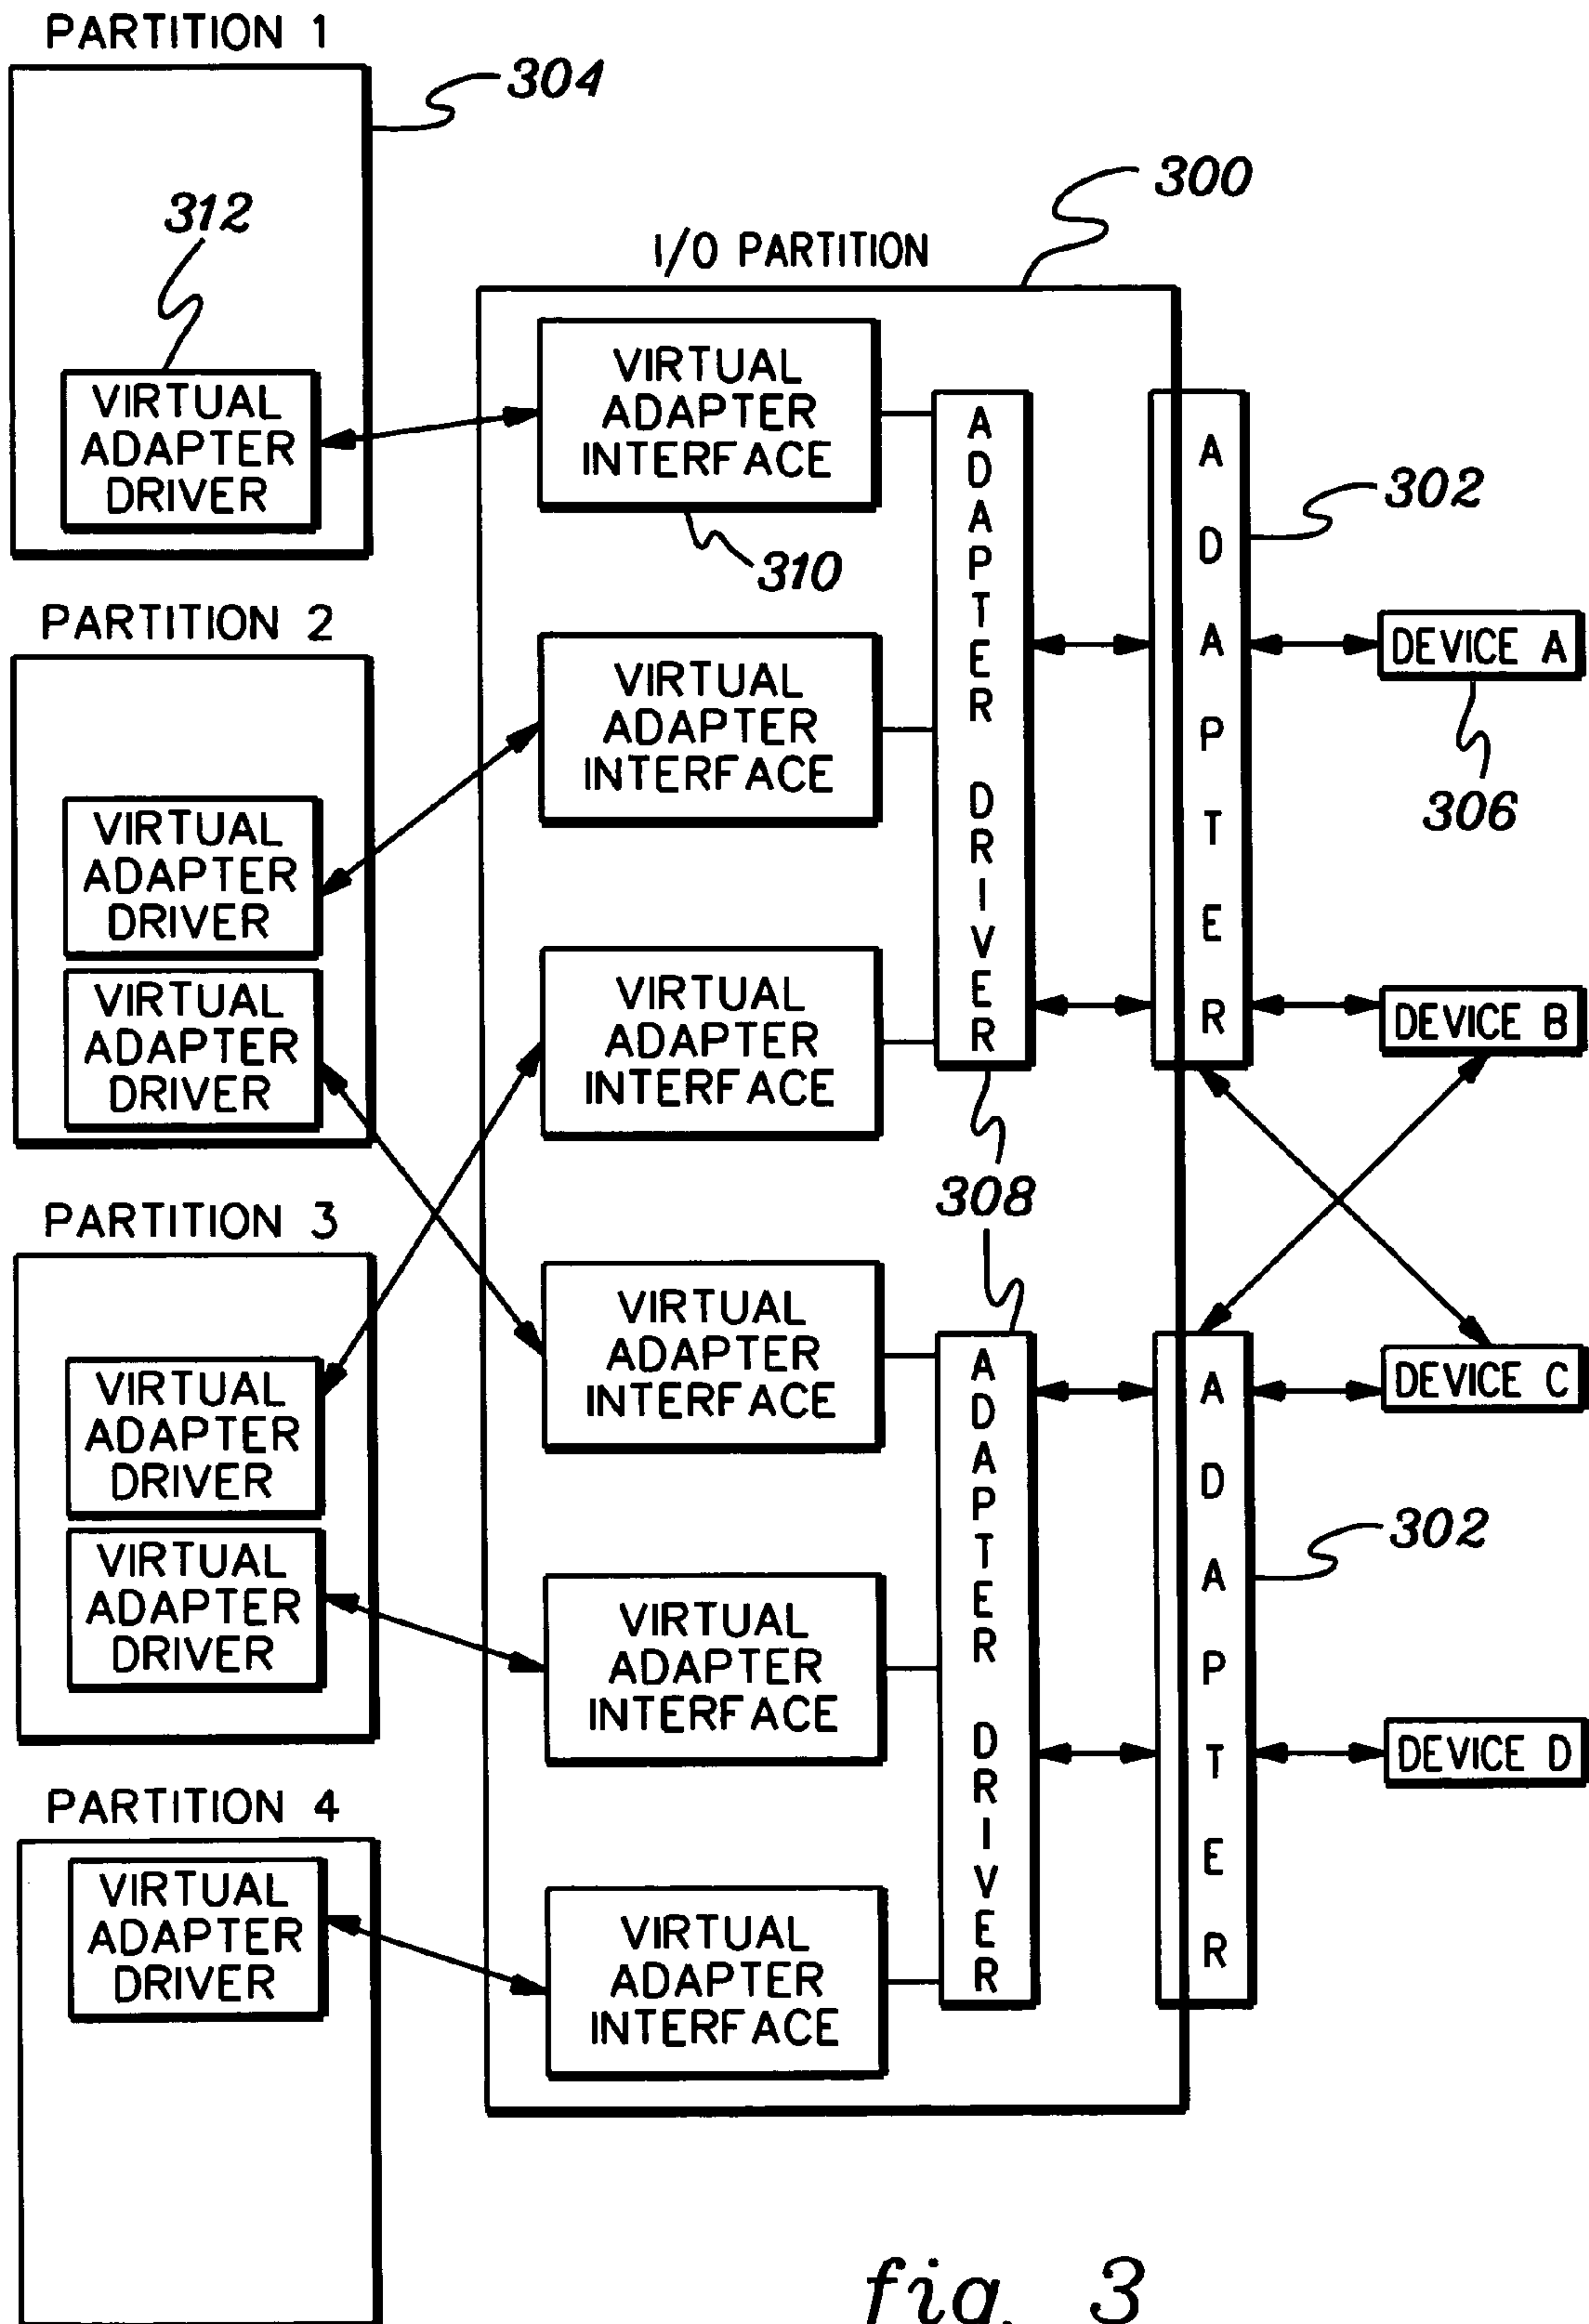 PARTITION 1
304
312
VIRTUAL
ADAPTER
DRIVER
PARTITION 2
VIRTUAL
ADAPTER
DRIVER
VIRTUAL
ADAPTER
DRIVER
PARTITION 3
VIRTUAL
ADAPTER
DRIVER
VIRTUAL
ADAPTER
DRIVER
PARTITION 4
VIRTUAL
ADAPTER
DRIVER
300
I/O PARTITION
VIRTUAL
ADAPTER
INTERFACE
310
VIRTUAL
ADAPTER
INTERFACE
VIRTUAL
ADAPTER
INTERFACE
VIRTUAL
ADAPTER
INTERFACE
VIRTUAL
ADAPTER
INTERFACE
VIRTUAL
ADAPTER
INTERFACE
ADAPTER DRIVER
308
ADAPTER DRIVER
ADAPTER
302
ADAPTER
302
DEVICE A
306
DEVICE B
DEVICE C
DEVICE D
fig. 3